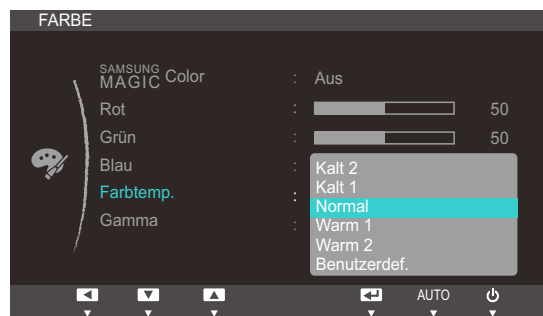 FARBE
SAMSUNG MAGIC Color : Aus
Rot : 50
Grün : 50
Blau :
Farbtemp. :
Gamma :
Kalt 2
Kalt 1
Normal
Warm 1
Warm 2
Benutzerdef.
AUTO